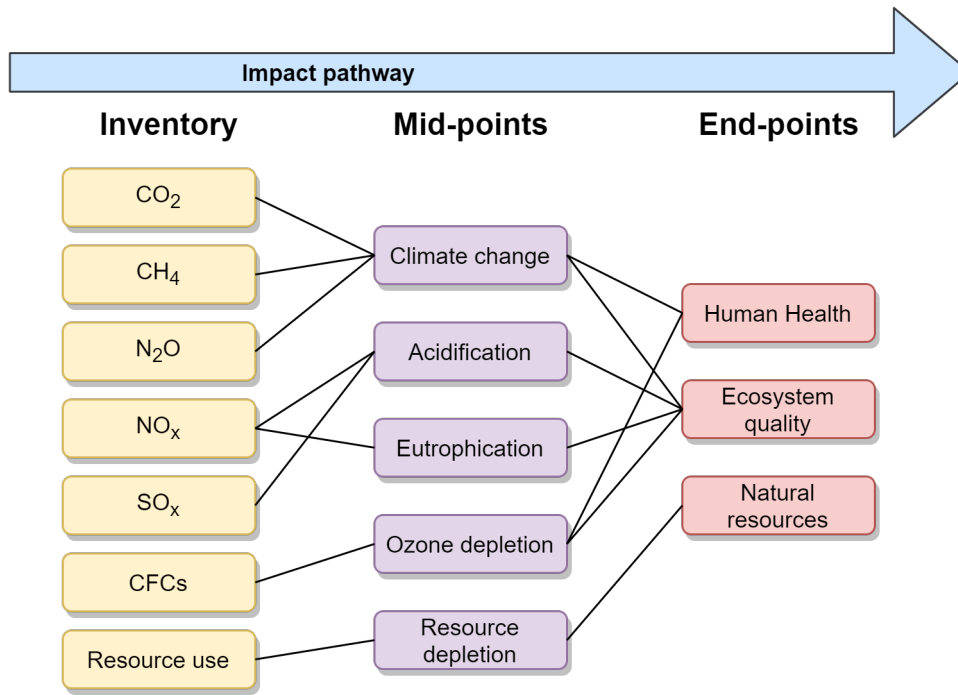 Impact pathway
Inventory
Mid-points
End-points
CO₂
CH₄
N₂O
NOₓ
SOₓ
CFCs
Resource use
Climate change
Acidification
Eutrophication
Ozone depletion
Resource
depletion
Human Health
Ecosystem
quality
Natural
resources